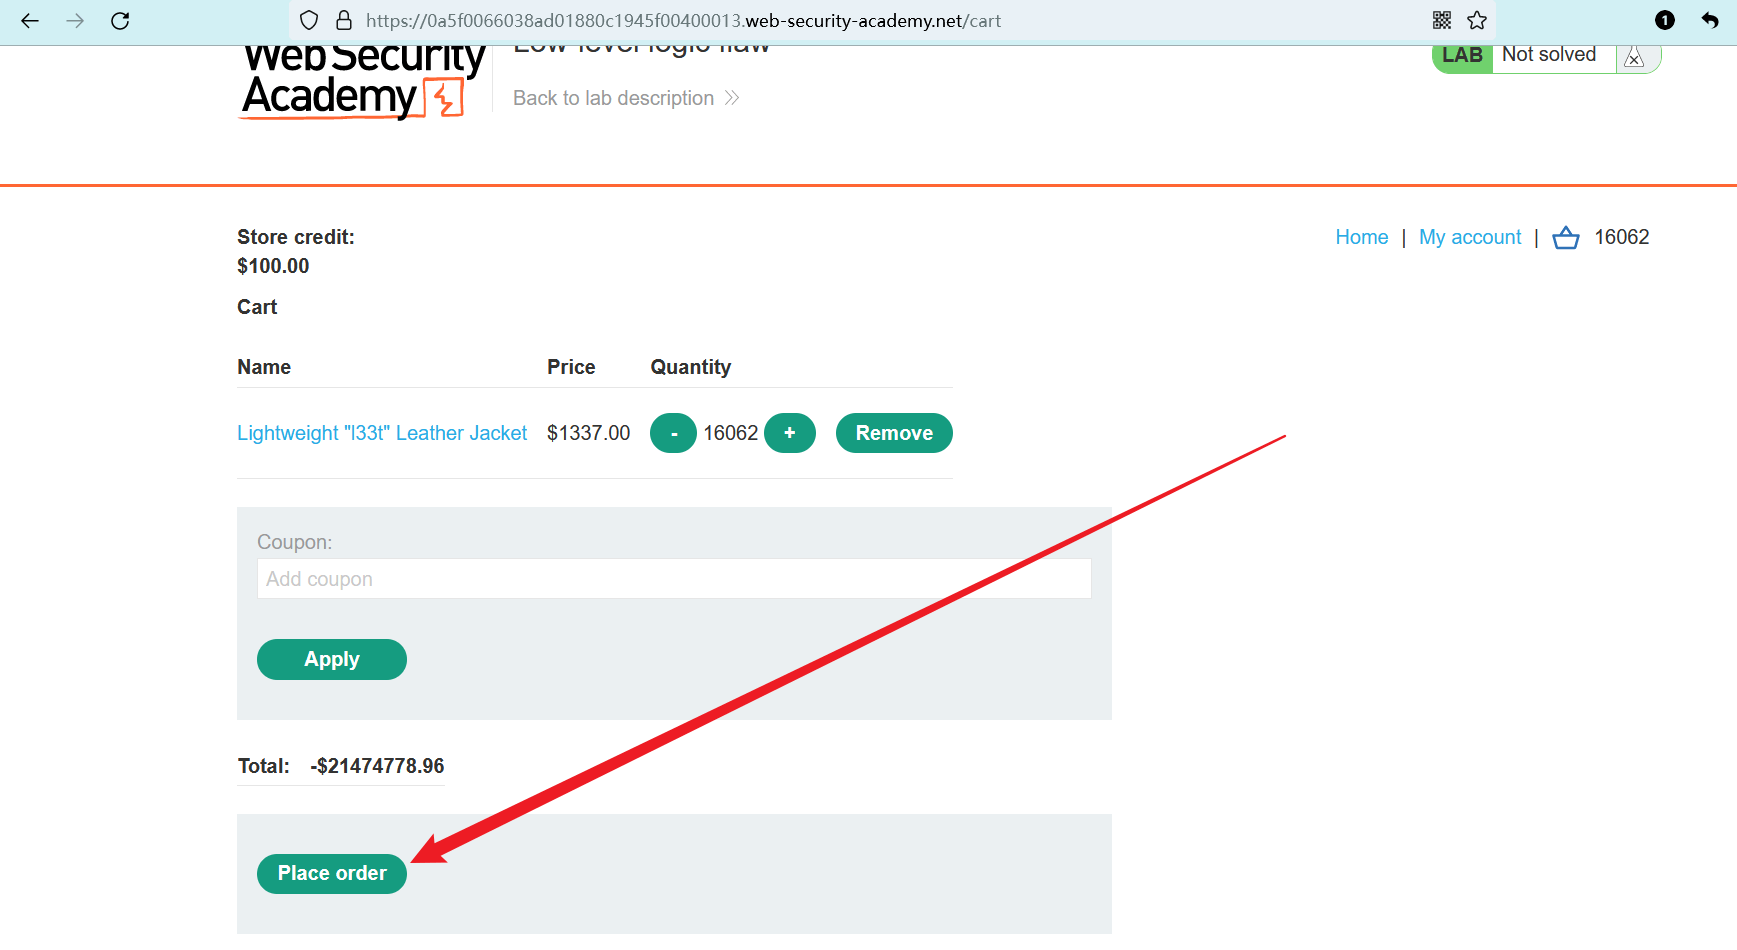 https://0a5f0066038ad01880c1945f00400013.web-security-academy.net/cart
1
Web Security
Academy
Low-level logic flaw
Back to lab description
LAB Not solved
Store credit:
$100.00
Home | My account | 16062
Cart
Name Price Quantity
Lightweight "l33t" Leather Jacket $1337.00 - 16062 + Remove
Coupon:
Add coupon
Apply
Total: -$21474778.96
Place order